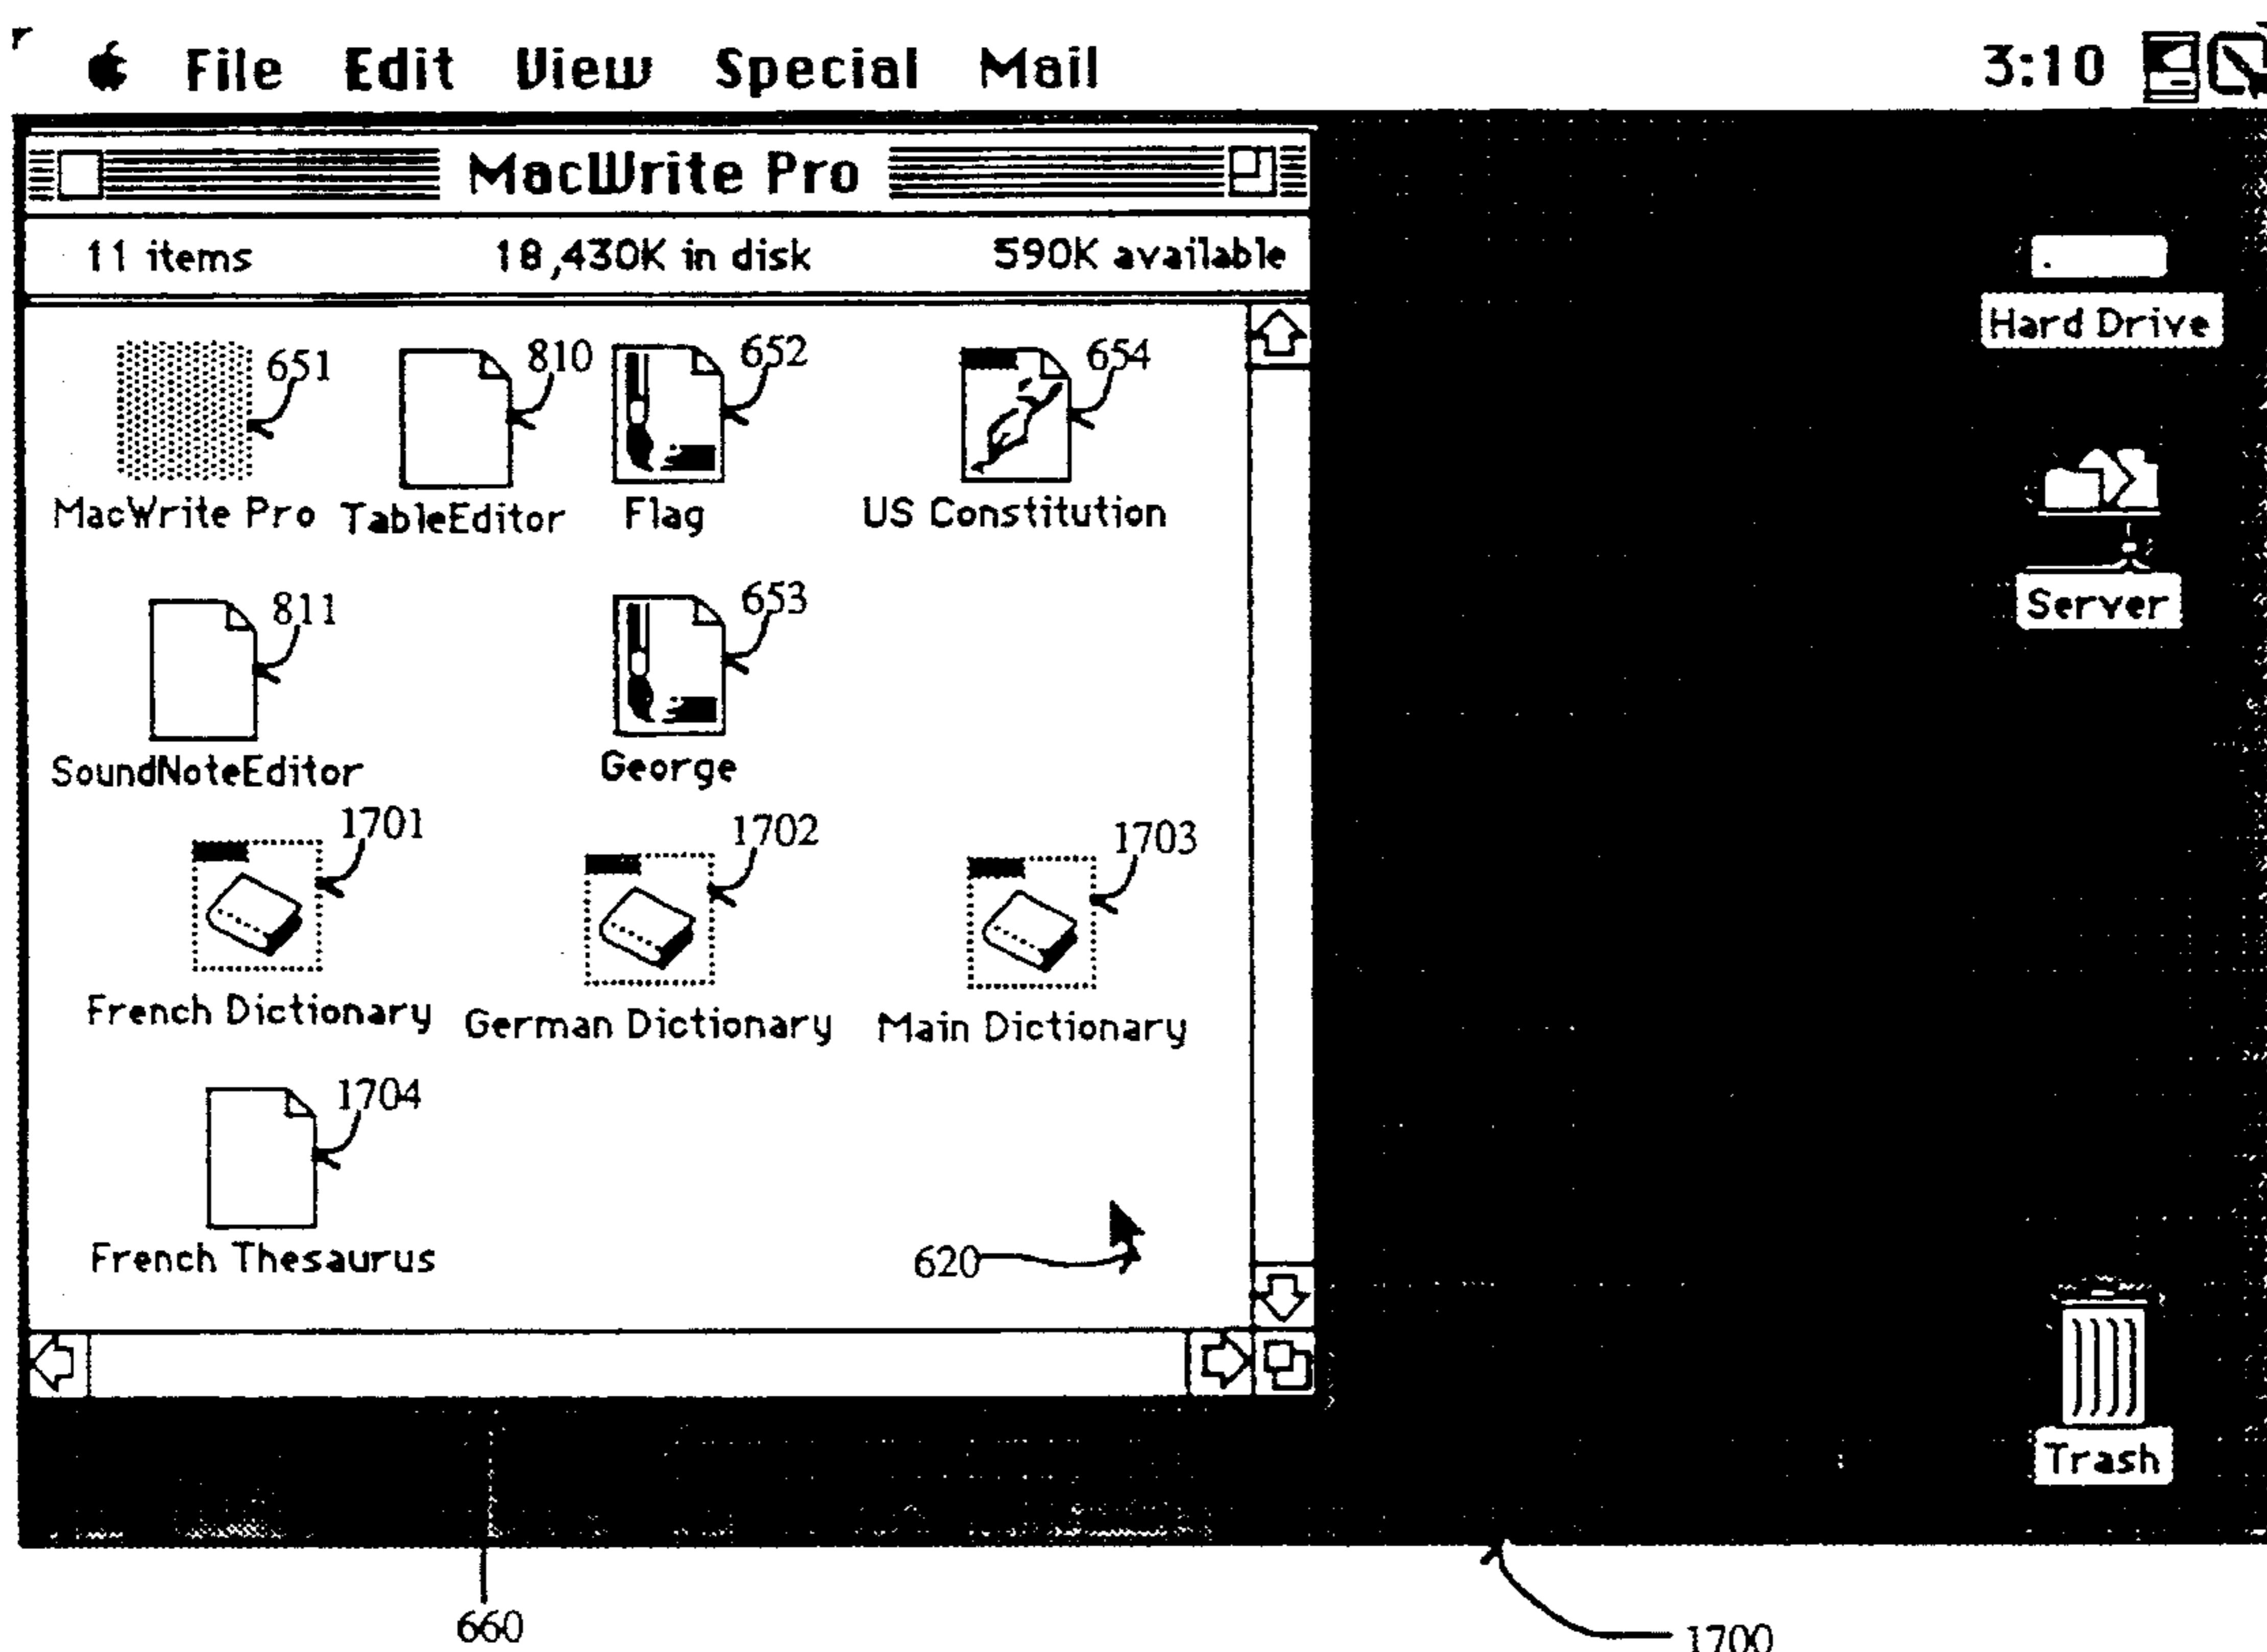 File Edit View Special Mail 3:10
MacWrite Pro
11 items 18,430K in disk 590K available
651 810 652 654
MacWrite Pro TableEditor Flag US Constitution
811 653
SoundNoteEditor George
1701 1702 1703
French Dictionary German Dictionary Main Dictionary
1704
French Thesaurus
620
Hard Drive
Server
Trash
660 1700